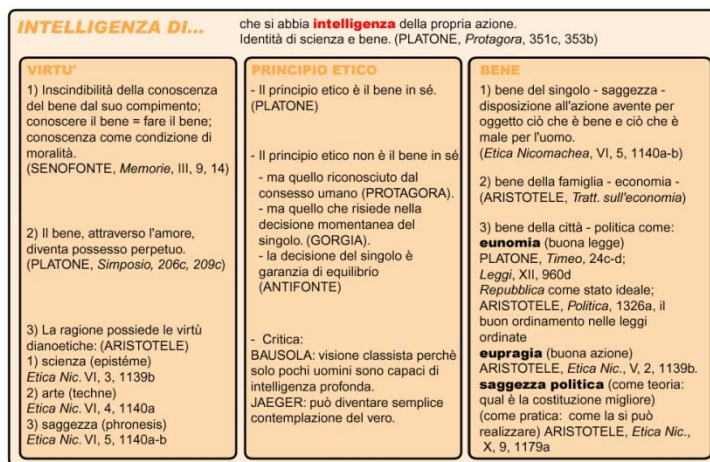 INTELLIGENZA DI...
che si abbia intelligenza della propria azione.
Identità di scienza e bene. (PLATONE, Protagora, 351c, 353b)
VIRTU'
1) Inscindibilità della conoscenza
del bene dal suo compimento;
conoscere il bene = fare il bene;
conoscenza come condizione di
moralità.
(SENOFONTE, Memorie, III, 9, 14)
2) Il bene, attraverso l'amore,
diventa possesso perpetuo.
(PLATONE, Simposio, 206c, 209c)
3) La ragione possiede le virtù
dianoetiche: (ARISTOTELE)
1) scienza (epistéme)
Etica Nic. VI, 3, 1139b
2) arte (techne)
Etica Nic. VI, 4, 1140a
3) saggezza (phronesis)
Etica Nic. VI, 5, 1140a-b
PRINCIPIO ETICO
- Il principio etico è il bene in sé.
(PLATONE)
- Il principio etico non è il bene in sé
- ma quello riconosciuto dal
consesso umano (PROTAGORA).
- ma quello che risiede nella
decisione momentanea del
singolo. (GORGIA).
- la decisione del singolo è
garanzia di equilibrio
(ANTIFONTE)
- Critica:
BAUSOLA: visione classista perchè
solo pochi uomini sono capaci di
intelligenza profonda.
JAEGER: può diventare semplice
contemplazione del vero.
BENE
1) bene del singolo - saggezza -
disposizione all'azione avente per
oggetto ciò che è bene e ciò che è
male per l'uomo.
(Etica Nicomachea, VI, 5, 1140a-b)
2) bene della famiglia - economia -
(ARISTOTELE, Tratt. sull'economia)
3) bene della città - politica come:
eunomia (buona legge)
PLATONE, Timeo, 24c-d;
Leggi, XII, 960d
Repubblica come stato ideale;
ARISTOTELE, Politica, 1326a, il
buon ordinamento nelle leggi
ordinate
eupragia (buona azione)
ARISTOTELE, Etica Nic., V, 2, 1139b.
saggezza politica (come teoria:
qual è la costituzione migliore)
(come pratica: come la si può
realizzare) ARISTOTELE, Etica Nic.,
X, 9, 1179a